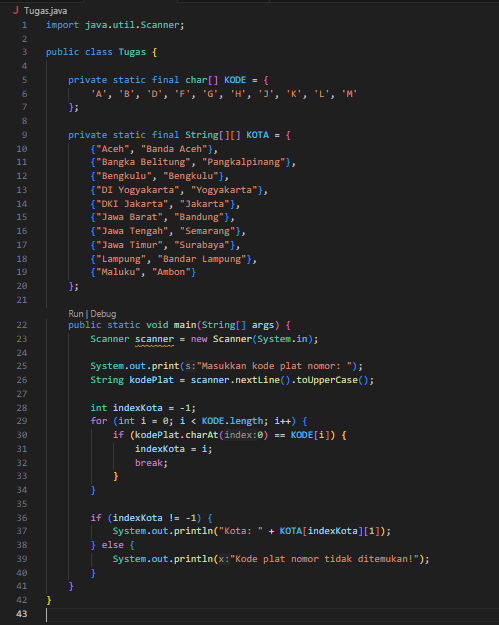 J Tugas.java
1 import java.util.Scanner;
2
3 public class Tugas {
4
5 private static final char[] KODE = {
6 'A', 'B', 'D', 'F', 'G', 'H', 'J', 'K', 'L', 'M'
7 };
8
9 private static final String[][] KOTA = {
10 {"Aceh", "Banda Aceh"},
11 {"Bangka Belitung", "Pangkalpinang"},
12 {"Bengkulu", "Bengkulu"},
13 {"DI Yogyakarta", "Yogyakarta"},
14 {"DKI Jakarta", "Jakarta"},
15 {"Jawa Barat", "Bandung"},
16 {"Jawa Tengah", "Semarang"},
17 {"Jawa Timur", "Surabaya"},
18 {"Lampung", "Bandar Lampung"},
19 {"Maluku", "Ambon"}
20 };
21
Run | Debug
22 public static void main(String[] args) {
23 Scanner scanner = new Scanner(System.in);
24
25 System.out.print(s:"Masukkan kode plat nomor: ");
26 String kodePlat = scanner.nextLine().toUpperCase();
27
28 int indexKota = -1;
29 for (int i = 0; i < KODE.length; i++) {
30 if (kodePlat.charAt(index:0) == KODE[i]) {
31 indexKota = i;
32 break;
33 }
34 }
35
36 if (indexKota != -1) {
37 System.out.println("Kota: " + KOTA[indexKota][1]);
38 } else {
39 System.out.println(x:"Kode plat nomor tidak ditemukan!");
40 }
41 }
42 }
43